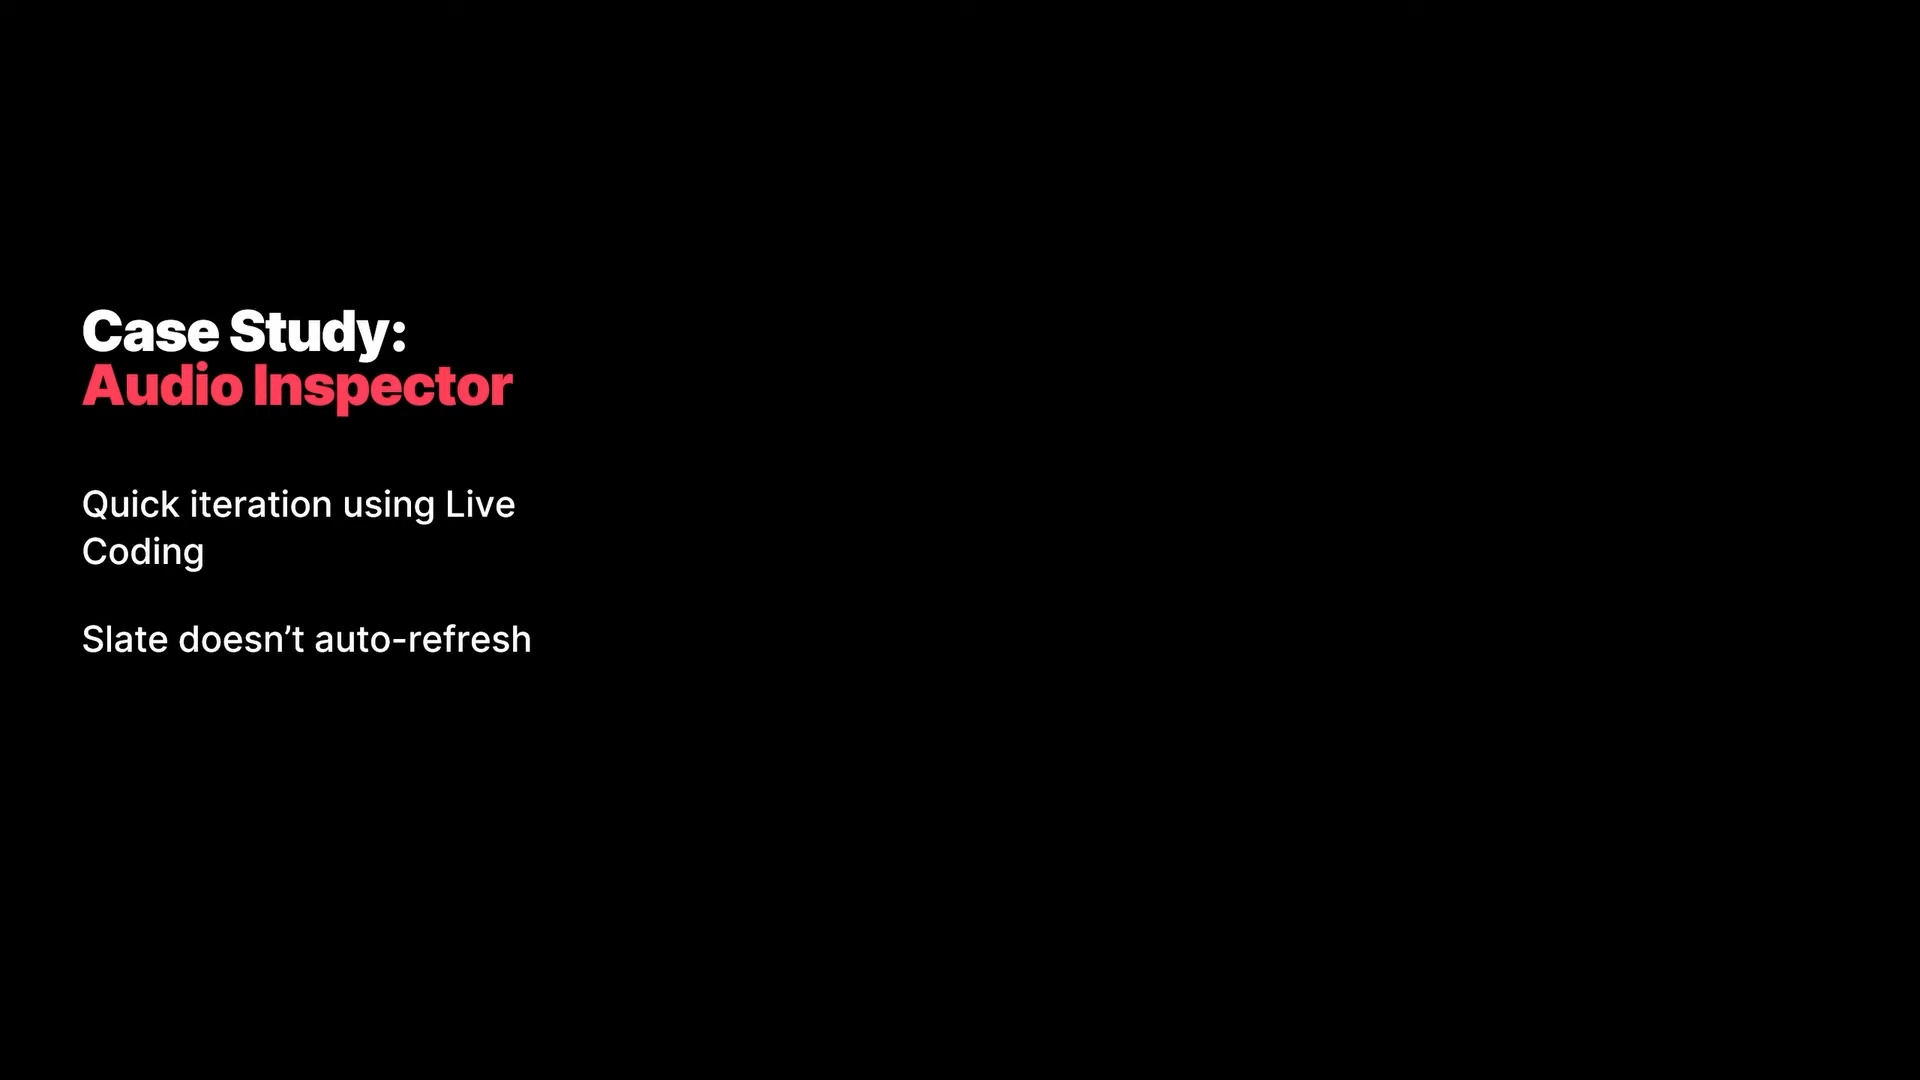 Case Study:
Audio Inspector
Quick iteration using Live
Coding
Slate doesn’t auto-refresh